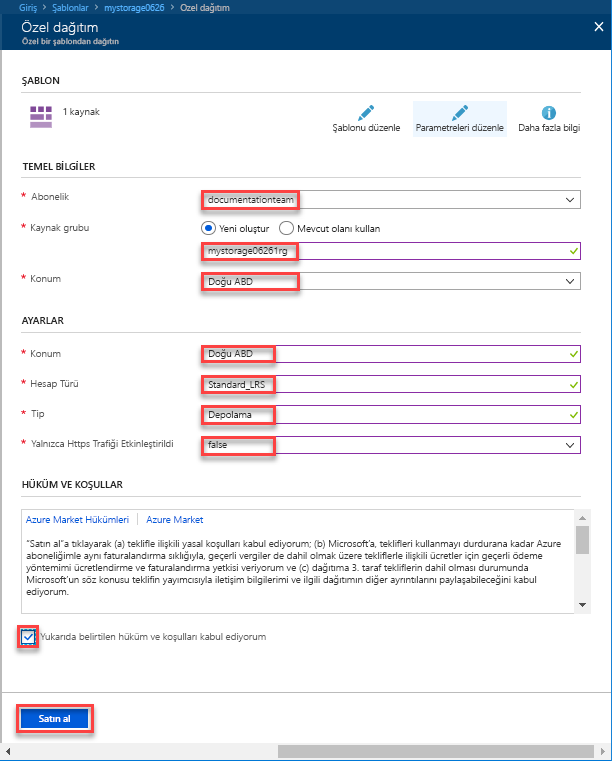 Giriş > Şablonlar > mystorage0626 > Özel dağıtım
Özel dağıtım
Özel bir şablondan dağıtın
ŞABLON
1 kaynak
Şablonu düzenle
Parametreleri düzenle
Daha fazla bilgi
TEMEL BİLGİLER
* Abonelik
documentationteam
* Kaynak grubu
Yeni oluştur Mevcut olanı kullan
mystorage06261rg
* Konum
Doğu ABD
AYARLAR
* Konum
Doğu ABD
* Hesap Türü
Standard_LRS
* Tip
Depolama
* Yalnızca Https Trafiği Etkinleştirildi
false
HÜKÜM VE KOŞULLAR
Azure Market Hükümleri | Azure Market
"Satın al"a tıklayarak (a) teklifle ilişkili yasal koşulları kabul ediyorum; (b) Microsoft'a, teklifleri kullanmayı durdurana kadar Azure
aboneliğimle aynı faturalandırma sıklığıyla, geçerli vergiler de dahil olmak üzere tekliflerle ilişkili ücretler için geçerli ödeme
yöntemimi ücretlendirme ve faturalandırma yetkisi veriyorum ve (c) dağıtıma 3. taraf tekliflerin dahil olması durumunda
Microsoft'un söz konusu teklifin yayımcısıyla iletişim bilgilerimi ve ilgili dağıtımın diğer ayrıntılarını paylaşabileceğini kabul
ediyorum.
Yukarıda belirtilen hüküm ve koşulları kabul ediyorum
Satın al